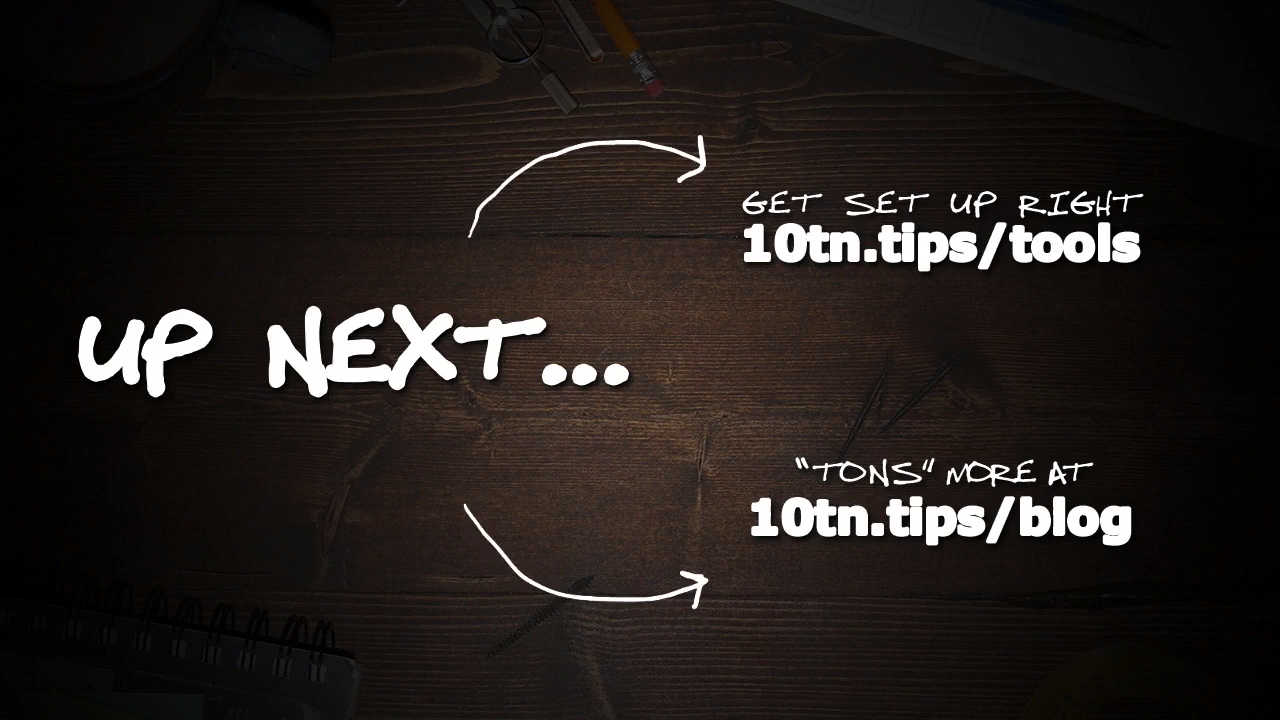 UP NEXT...
GET SET UP RIGHT
10tn.tips/tools
"TONS" MORE AT
10tn.tips/blog